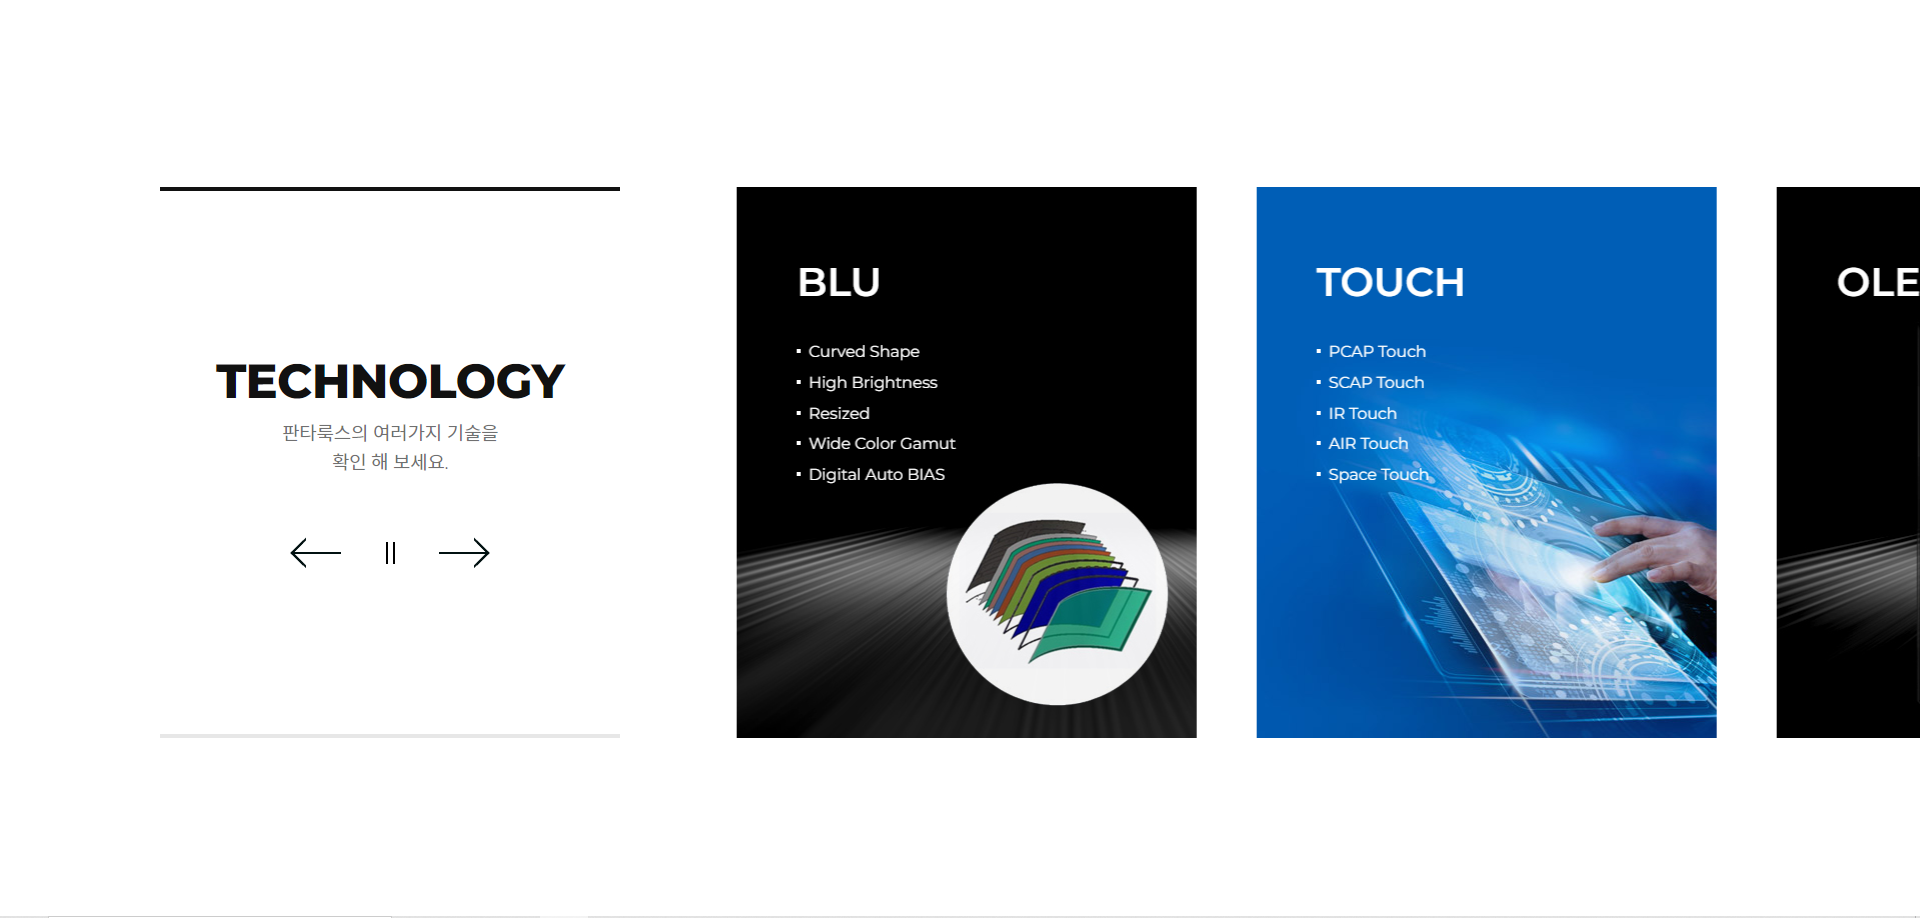 TECHNOLOGY
판타룩스의 여러가지 기술을
확인 해 보세요.
BLU
Curved Shape
High Brightness
Resized
Wide Color Gamut
Digital Auto BIAS
TOUCH
PCAP Touch
SCAP Touch
IR Touch
AIR Touch
Space Touch
OLE